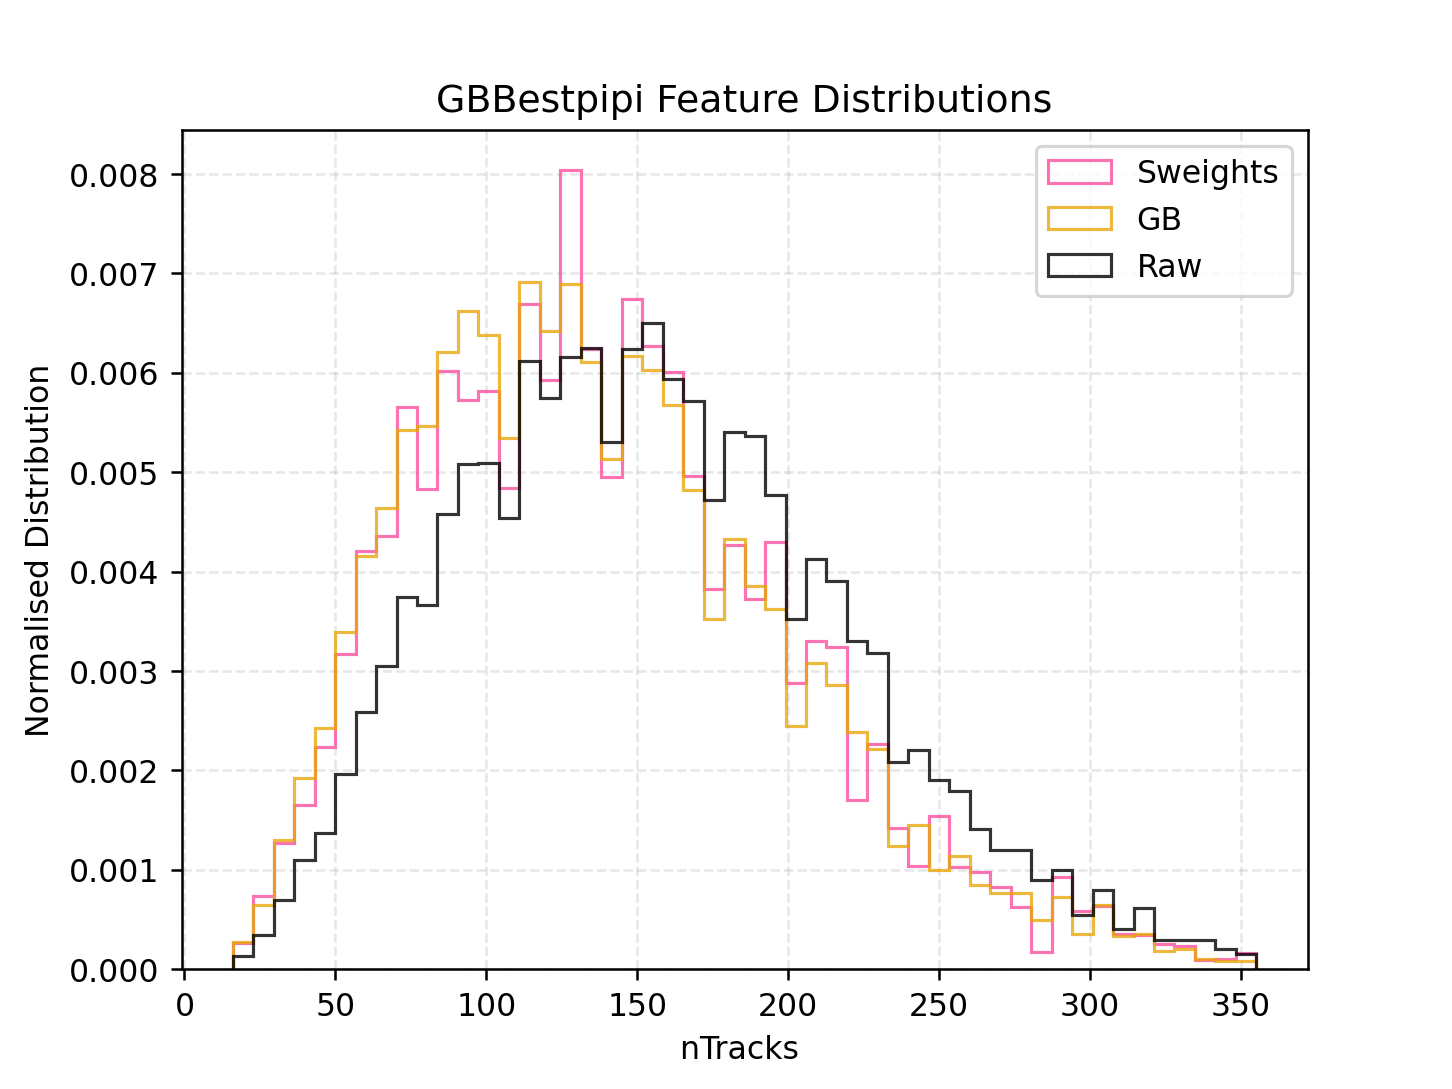 GBBestpipi Feature Distributions
Sweights
GB
Raw
Normalised Distribution
0.008
0.007
0.006
0.005
0.004
0.003
0.002
0.001
0.000
0 50 100 150 200 250 300 350
nTracks